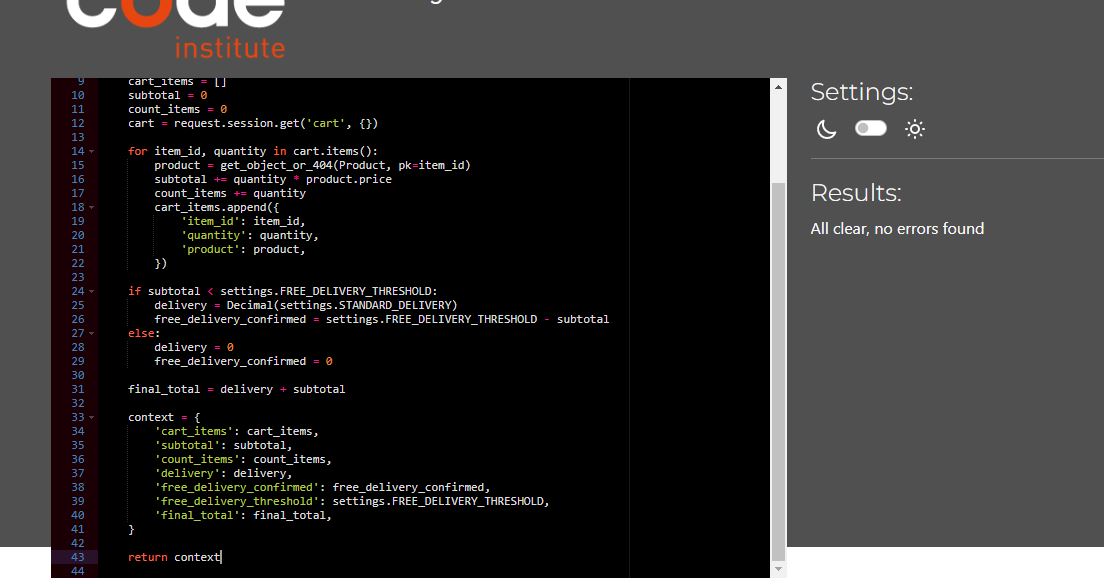 code
institute
9 cart_items = []
10 subtotal = 0
11 count_items = 0
12 cart = request.session.get('cart', {})
13
14 for item_id, quantity in cart.items():
15 product = get_object_or_404(Product, pk=item_id)
16 subtotal += quantity * product.price
17 count_items += quantity
18 cart_items.append({
19 'item_id': item_id,
20 'quantity': quantity,
21 'product': product,
22 })
23
24 if subtotal < settings.FREE_DELIVERY_THRESHOLD:
25 delivery = Decimal(settings.STANDARD_DELIVERY)
26 free_delivery_confirmed = settings.FREE_DELIVERY_THRESHOLD - subtotal
27 else:
28 delivery = 0
29 free_delivery_confirmed = 0
30
31 final_total = delivery + subtotal
32
33 context = {
34 'cart_items': cart_items,
35 'subtotal': subtotal,
36 'count_items': count_items,
37 'delivery': delivery,
38 'free_delivery_confirmed': free_delivery_confirmed,
39 'free_delivery_threshold': settings.FREE_DELIVERY_THRESHOLD,
40 'final_total': final_total,
41 }
42
43 return context
44
Settings:
Results:
All clear, no errors found